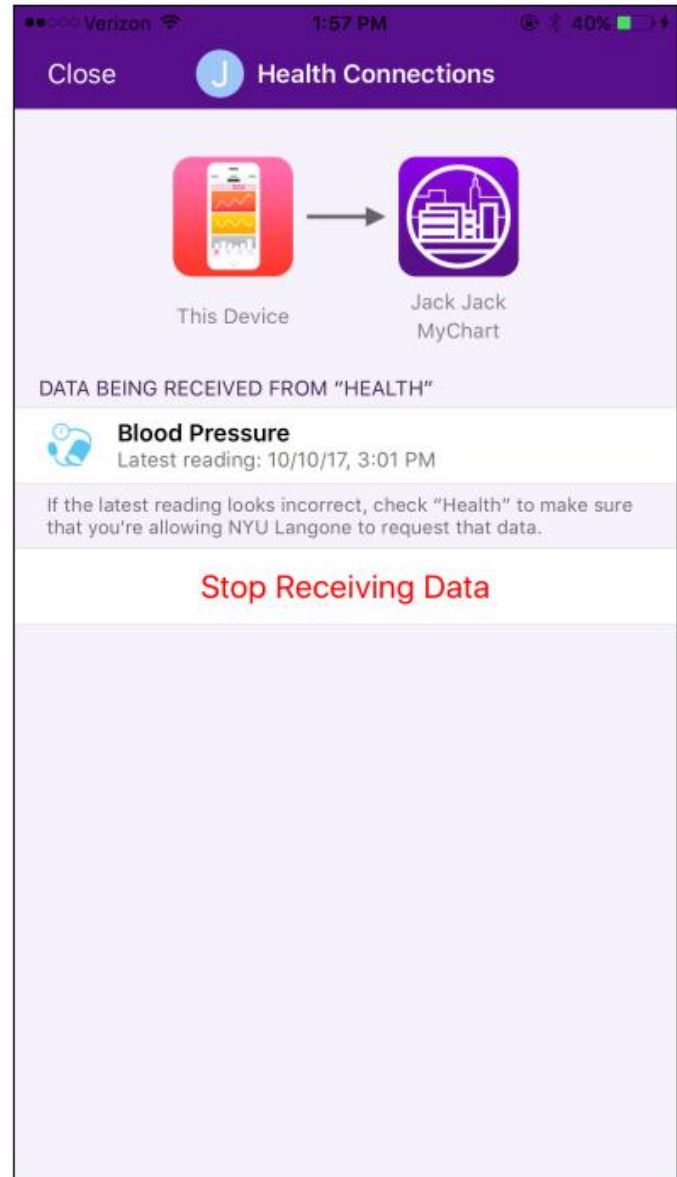 Verizon 1:57 PM 40%
Close J Health Connections
This Device
Jack Jack
MyChart
DATA BEING RECEIVED FROM “HEALTH”
Blood Pressure
Latest reading: 10/10/17, 3:01 PM
If the latest reading looks incorrect, check “Health” to make sure
that you're allowing NYU Langone to request that data.
Stop Receiving Data